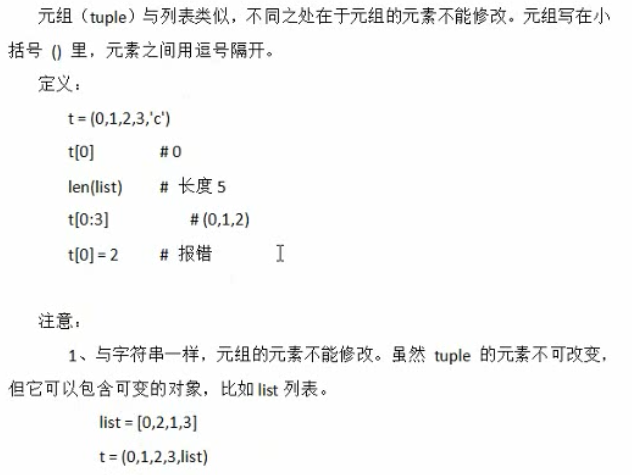 元组（tuple）与列表类似，不同之处在于元组的元素不能修改。元组写在小
括号 () 里，元素之间用逗号隔开。
定义：
t = (0,1,2,3,'c')
t[0] # 0
len(list) # 长度 5
t[0:3] # (0,1,2)
t[0] = 2 # 报错
注意：
1、与字符串一样，元组的元素不能修改。虽然 tuple 的元素不可改变，
但它可以包含可变的对象，比如 list 列表。
list = [0,2,1,3]
t = (0,1,2,3,list)